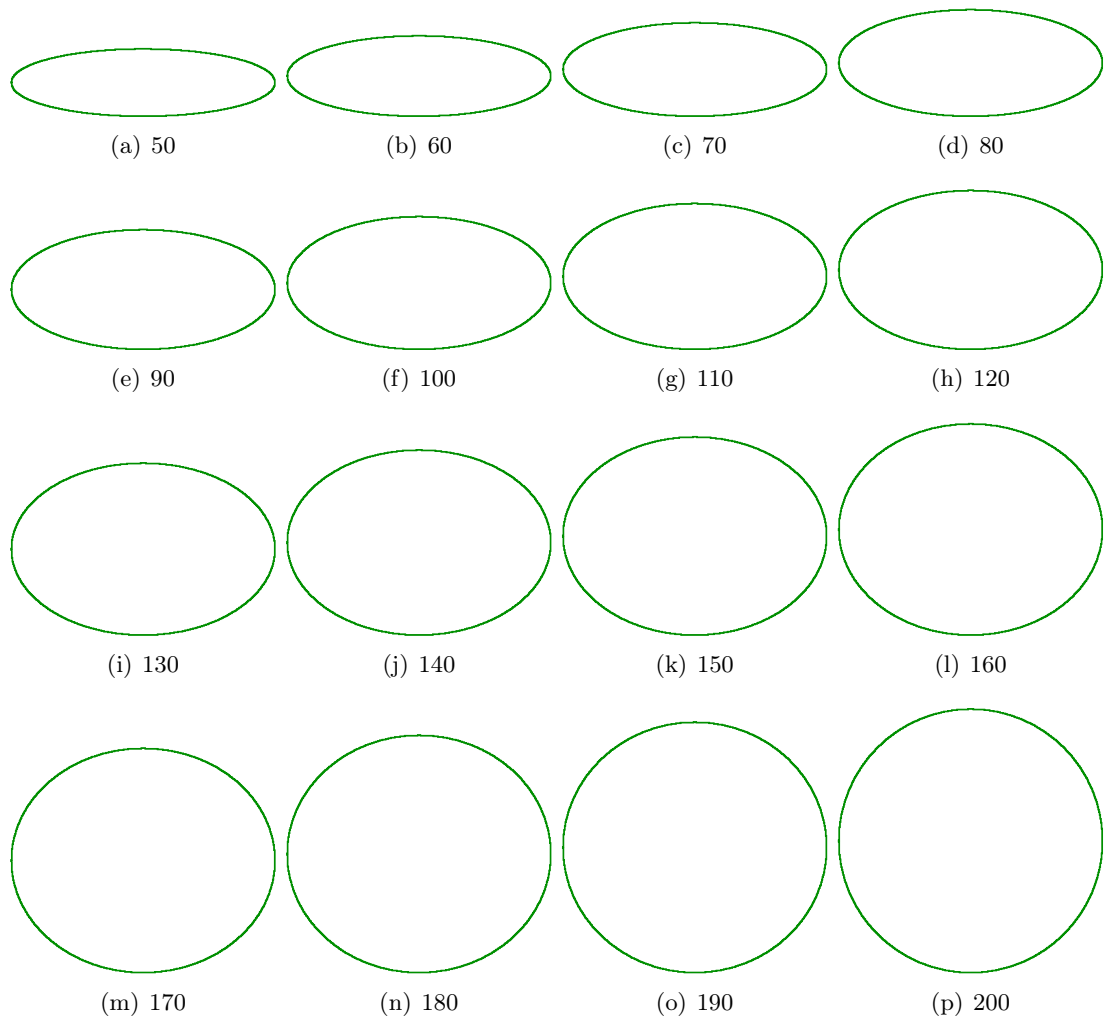 (a) 50 (b) 60 (c) 70 (d) 80
(e) 90 (f) 100 (g) 110 (h) 120
(i) 130 (j) 140 (k) 150 (l) 160
(m) 170 (n) 180 (o) 190 (p) 200